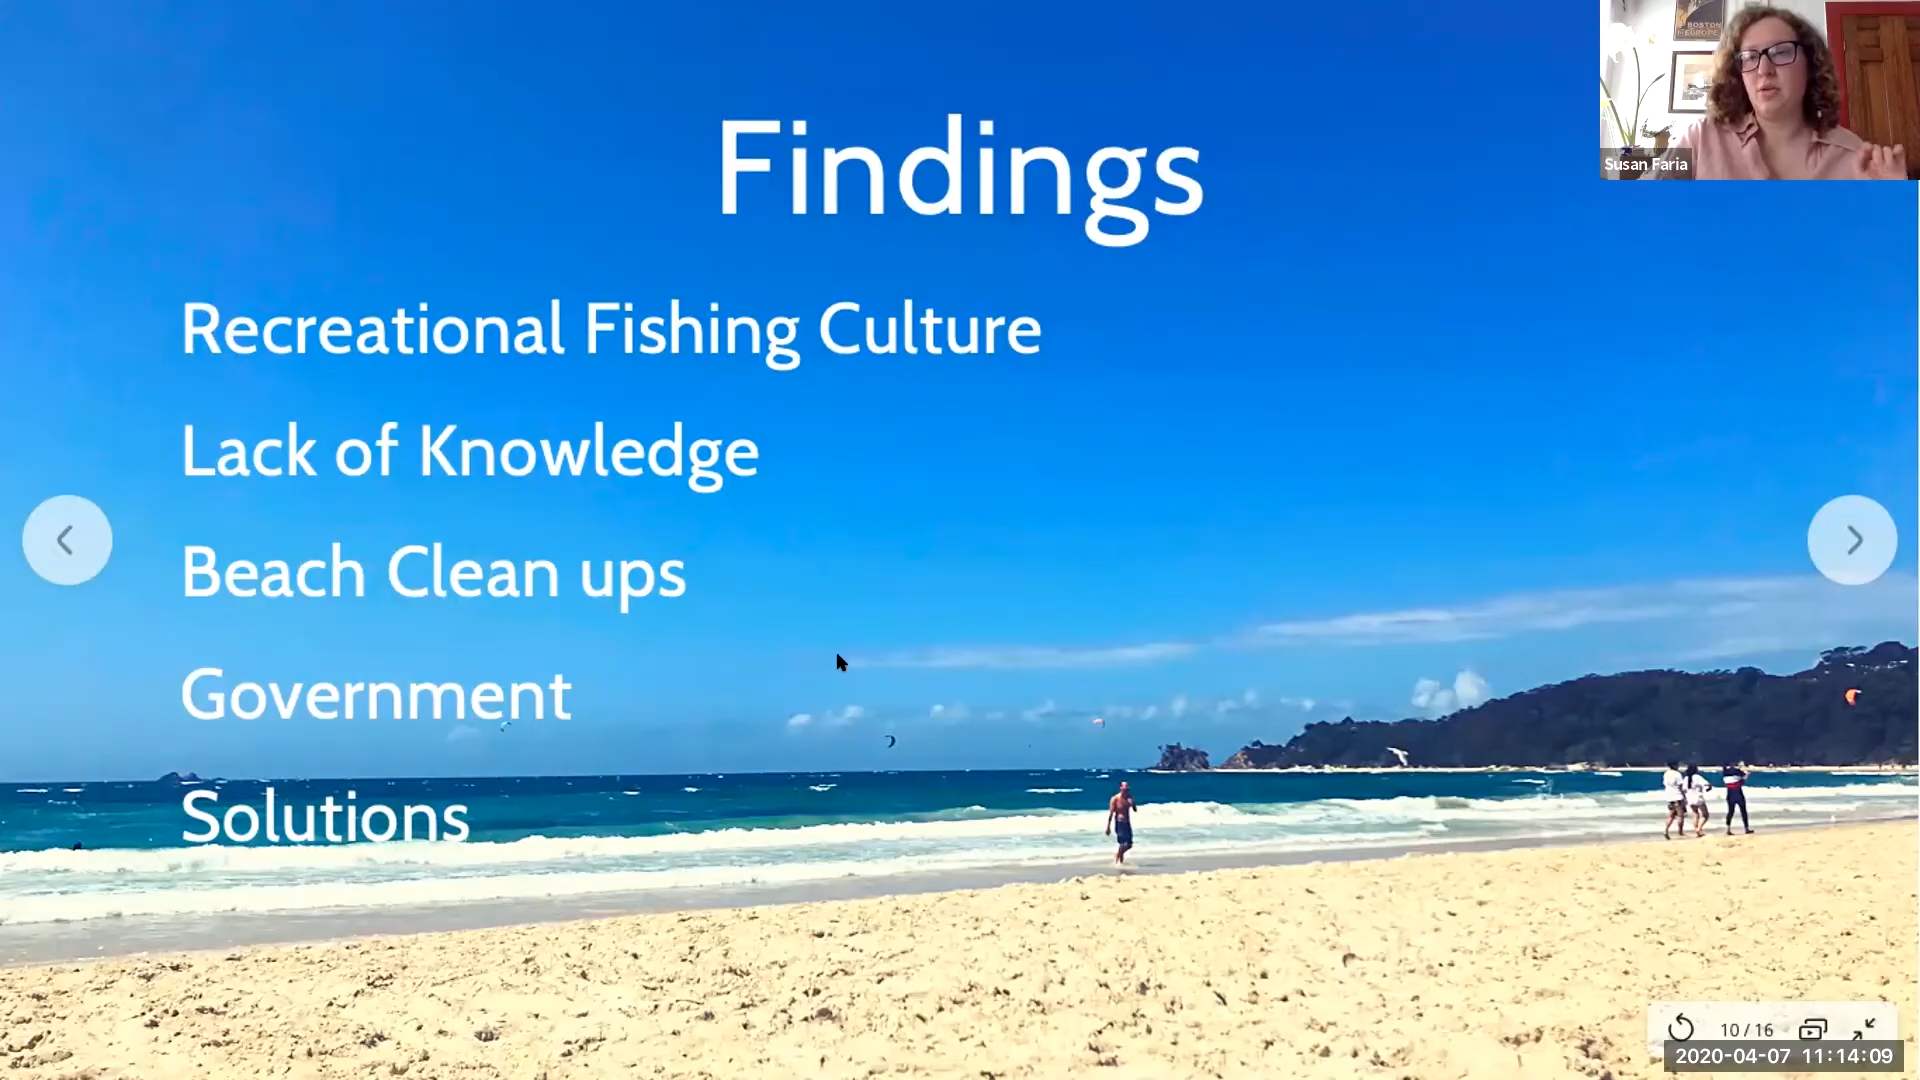 Findings
Recreational Fishing Culture
Lack of Knowledge
Beach Clean ups
Government
Solutions
BOSTON
Susan Faria
10 / 16
2020-04-07 11:14:09